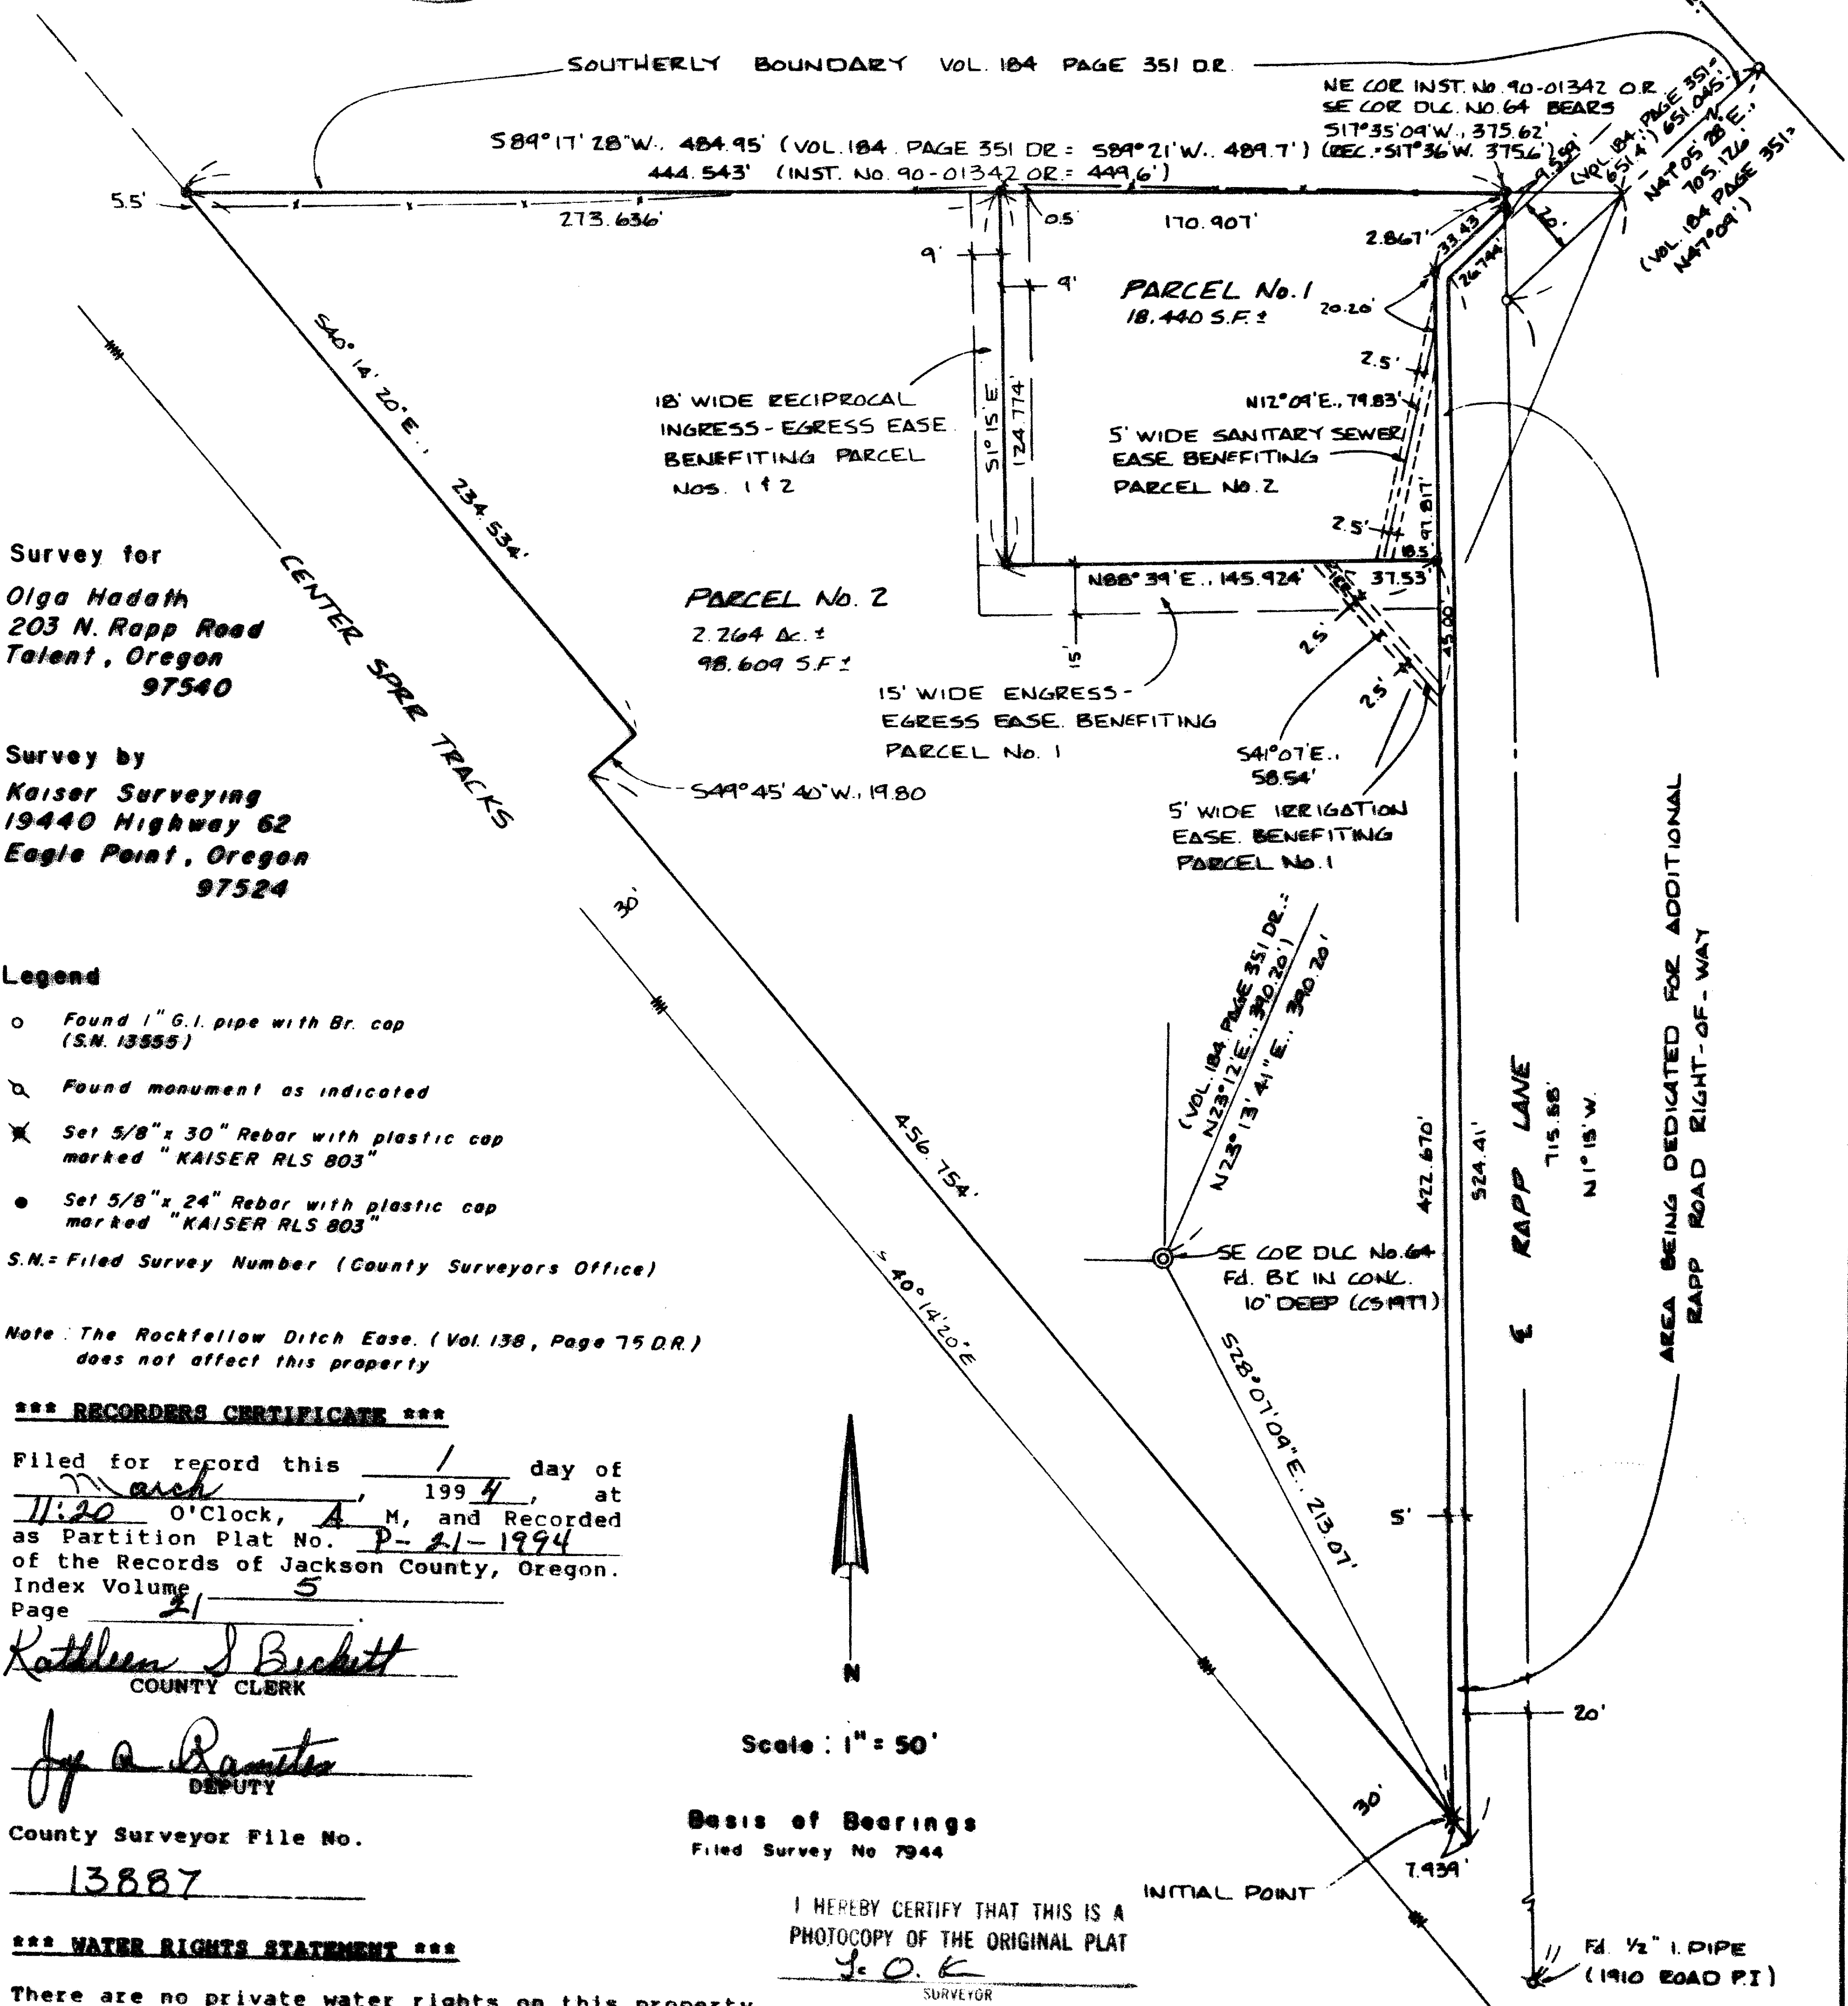 SOUTHERLY BOUNDARY VOL. 184 PAGE 351 D.R.
NE COR INST. No. 90-01342 O.R.
SE COR DLC. NO. 64 BEARS
S17°35'09"W., 375.62'
(REC.=S17°36'W. 375.6')
S89°17'28"W., 484.95' (VOL. 184 PAGE 351 DR = S89°21'W.. 489.7')
444.543' (INST. No. 90-01342 OR.= 449.6')
5.5'
273.636'
0.5'
170.907'
2.867'
33.43'
26.744'
9.559'
(VOL. 184 PAGE 351=
651.4') 651.045'
N47°05'28"E.,
705.126'
(VOL. 184 PAGE 351=
N47°09')
20'
9'
9'
PARCEL No. 1
18.440 S.F. ±
20.20'
2.5'
N12°09'E., 79.83'
5' WIDE SANITARY SEWER
EASE. BENEFITING
PARCEL NO. 2
2.5'
97.817'
18.5'
S40°14'20"E.,
234.534'
18' WIDE RECIPROCAL
INGRESS-EGRESS EASE.
BENEFITING PARCEL
NOS. 1 & 2
S1°15'E.
124.774'
N88°39'E., 145.924'
37.53'
45.00'
15'
PARCEL No. 2
2.264 Ac. ±
98.609 S.F ±
15' WIDE ENGRESS-
EGRESS EASE. BENEFITING
PARCEL No. 1
2.5'
2.5'
S41°07'E.,
58.54'
5' WIDE IRRIGATION
EASE. BENEFITING
PARCEL No. 1
CENTER SPRR TRACKS
S49°45'40"W., 19.80
30'
Survey for
Olga Hadath
203 N. Rapp Road
Talent, Oregon
97540
Survey by
Kaiser Surveying
19440 Highway 62
Eagle Point, Oregon
97524
Legend
Found 1" G.I. pipe with Br. cap
(S.N. 13555)
Found monument as indicated
Set 5/8" x 30" Rebar with plastic cap
marked "KAISER RLS 803"
Set 5/8" x 24" Rebar with plastic cap
marked "KAISER RLS 803"
S.N.= Filed Survey Number (County Surveyors Office)
Note : The Rockfellow Ditch Ease. (Vol. 138, Page 75 D.R.)
does not affect this property
(VOL. 184 PAGE 351 DR.=
N23°12'E., 390.20')
N23°13'41"E., 390.20'
SE COR DLC No. 64
Fd. BC IN CONC.
10" DEEP (CS 1977)
S28°07'09"E., 213.07'
456.754'
S 40°14'20"E
422.670'
524.41'
RAPP LANE
715.88'
N1°15'W.
AREA BEING DEDICATED FOR ADDITIONAL
RAPP ROAD RIGHT-OF-WAY
5'
20'
30'
7.939'
INITIAL POINT
Fd. 1/2" I. PIPE
(1910 ROAD P.I)
*** RECORDERS CERTIFICATE ***
Filed for record this 1 day of
March, 1994, at
11:20 O'Clock, A M, and Recorded
as Partition Plat No. P-21-1994
of the Records of Jackson County, Oregon.
Index Volume 5
Page 21
Kathleen S Beckett
COUNTY CLERK
DEPUTY
County Surveyor File No.
13887
*** WATER RIGHTS STATEMENT ***
There are no private water rights on this property
N
Scale : 1" = 50'
Basis of Bearings
Filed Survey No 7944
I HEREBY CERTIFY THAT THIS IS A
PHOTOCOPY OF THE ORIGINAL PLAT
SURVEYOR